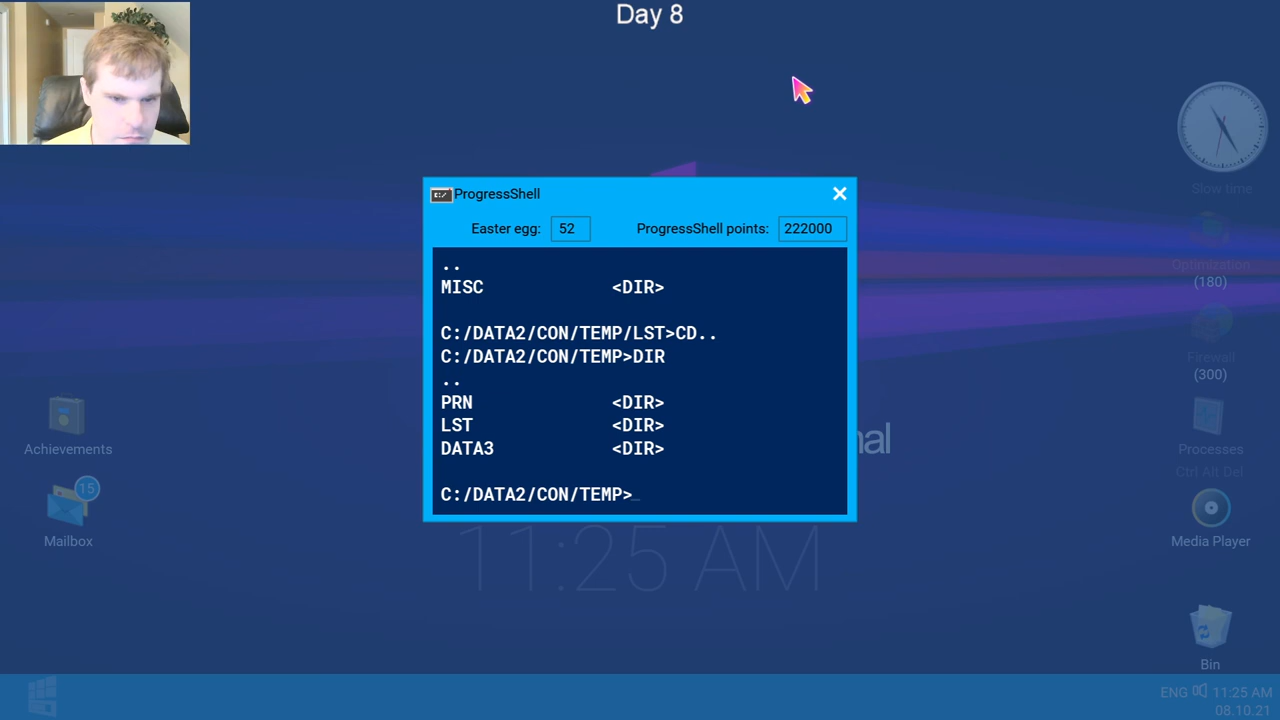 Day 8
ProgressShell
Easter egg: 52 ProgressShell points: 222000
..
MISC <DIR>
C:/DATA2/CON/TEMP/LST>CD..
C:/DATA2/CON/TEMP>DIR
..
PRN <DIR>
LST <DIR>
DATA3 <DIR>
C:/DATA2/CON/TEMP>_
nal
11:25 AM
Achievements
15
Mailbox
Slow time
Optimization
(180)
Firewall
(300)
Processes
Ctrl Alt Del
Media Player
Bin
ENG 11:25 AM
08.10.21